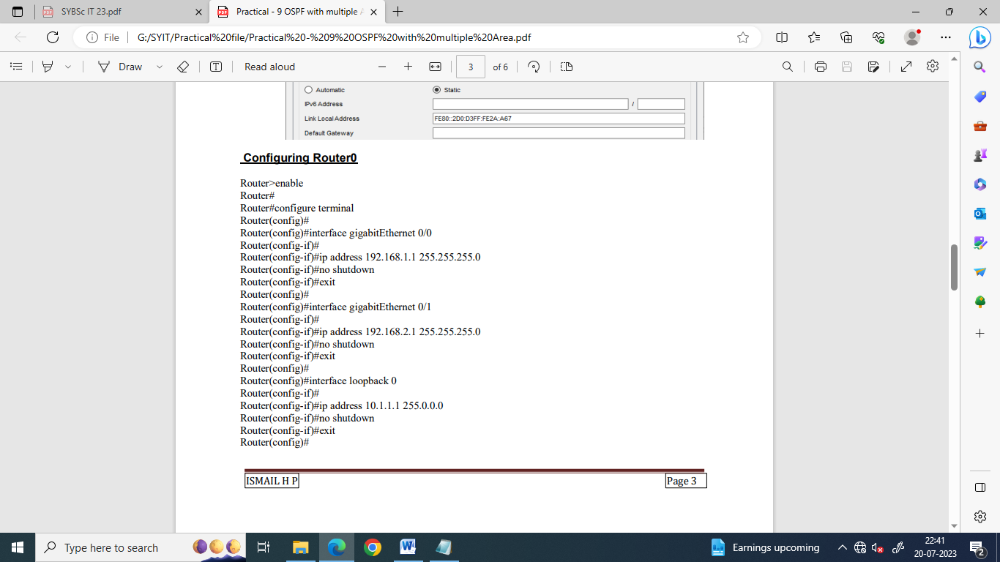 SYBSc IT 23.pdf
Practical - 9 OSPF with multiple A
File
G:/SYIT/Practical%20file/Practical%20-%209%20OSPF%20with%20multiple%20Area.pdf
Draw
Read aloud
3 of 6
Automatic Static
IPv6 Address /
Link Local Address FE80::2D0:D3FF:FE2A:A67
Default Gateway
Configuring Router0
Router>enable
Router#
Router#configure terminal
Router(config)#
Router(config)#interface gigabitEthernet 0/0
Router(config-if)#
Router(config-if)#ip address 192.168.1.1 255.255.255.0
Router(config-if)#no shutdown
Router(config-if)#exit
Router(config)#
Router(config)#interface gigabitEthernet 0/1
Router(config-if)#
Router(config-if)#ip address 192.168.2.1 255.255.255.0
Router(config-if)#no shutdown
Router(config-if)#exit
Router(config)#
Router(config)#interface loopback 0
Router(config-if)#
Router(config-if)#ip address 10.1.1.1 255.0.0.0
Router(config-if)#no shutdown
Router(config-if)#exit
Router(config)#
ISMAIL H P Page 3
Type here to search
Earnings upcoming
22:41
20-07-2023
2